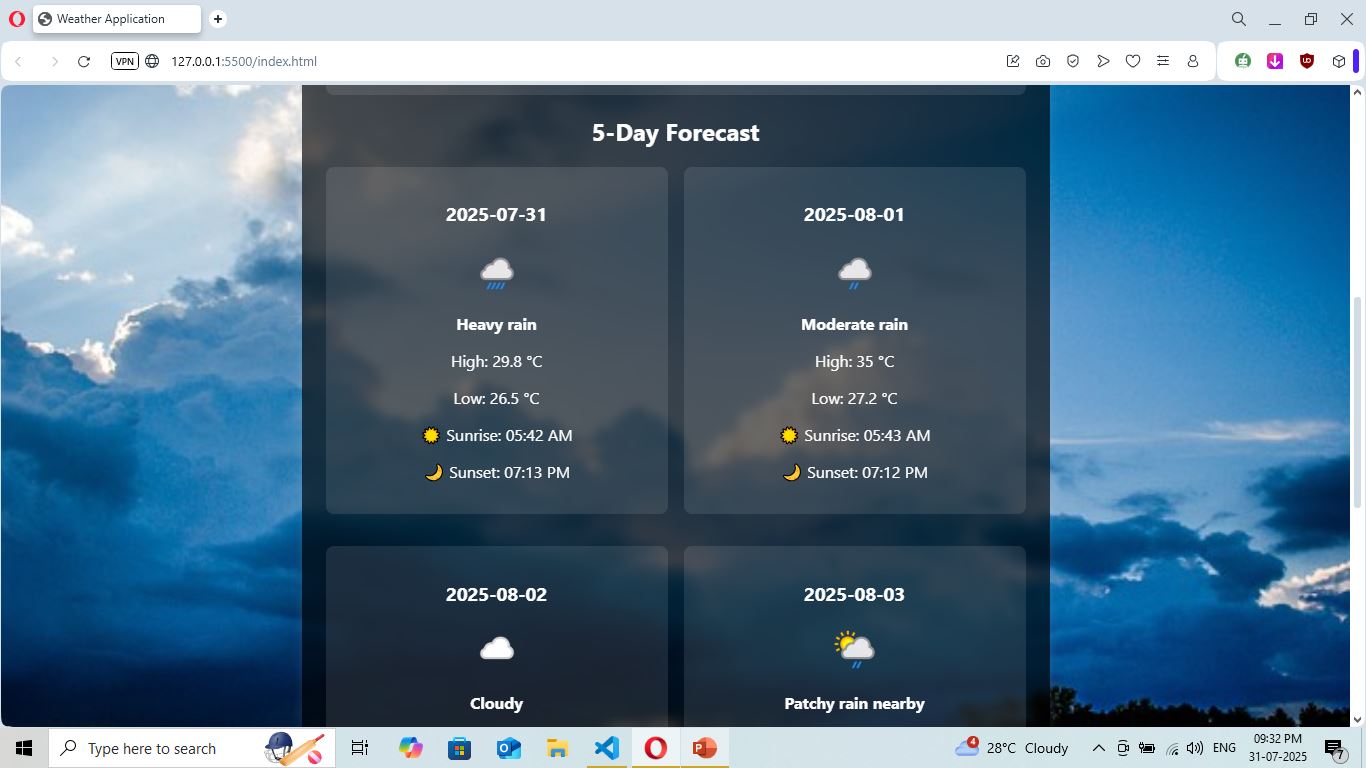 Weather Application
VPN
127.0.0.1:5500/index.html
5-Day Forecast
2025-07-31
Heavy rain
High: 29.8 °C
Low: 26.5 °C
Sunrise: 05:42 AM
Sunset: 07:13 PM
2025-08-01
Moderate rain
High: 35 °C
Low: 27.2 °C
Sunrise: 05:43 AM
Sunset: 07:12 PM
2025-08-02
Cloudy
2025-08-03
Patchy rain nearby
Type here to search
4
28°C Cloudy
ENG
09:32 PM
31-07-2025
7